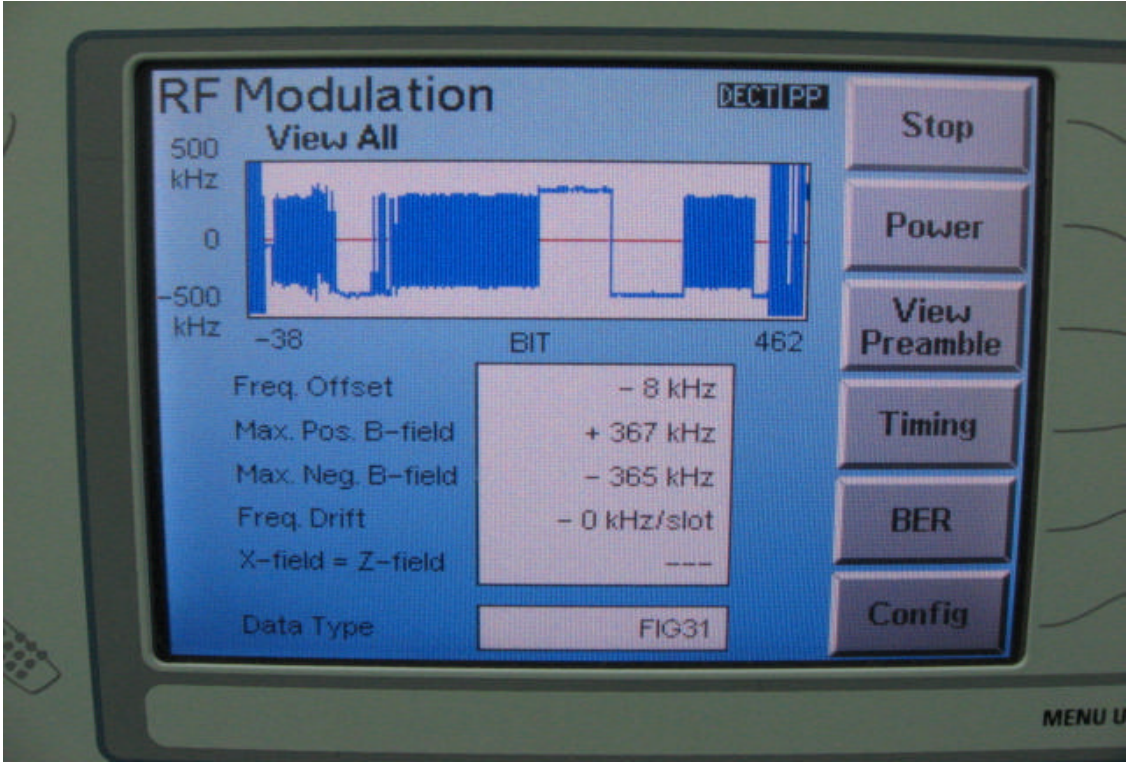 RF Modulation DECT PP
View All
500
kHz
0
-500
kHz
-38 BIT 462
Freq. Offset - 8 kHz
Max. Pos. B-field + 367 kHz
Max. Neg. B-field - 365 kHz
Freq. Drift - 0 kHz/slot
X-field = Z-field ---
Data Type FIG31
Stop
Power
View
Preamble
Timing
BER
Config
MENU